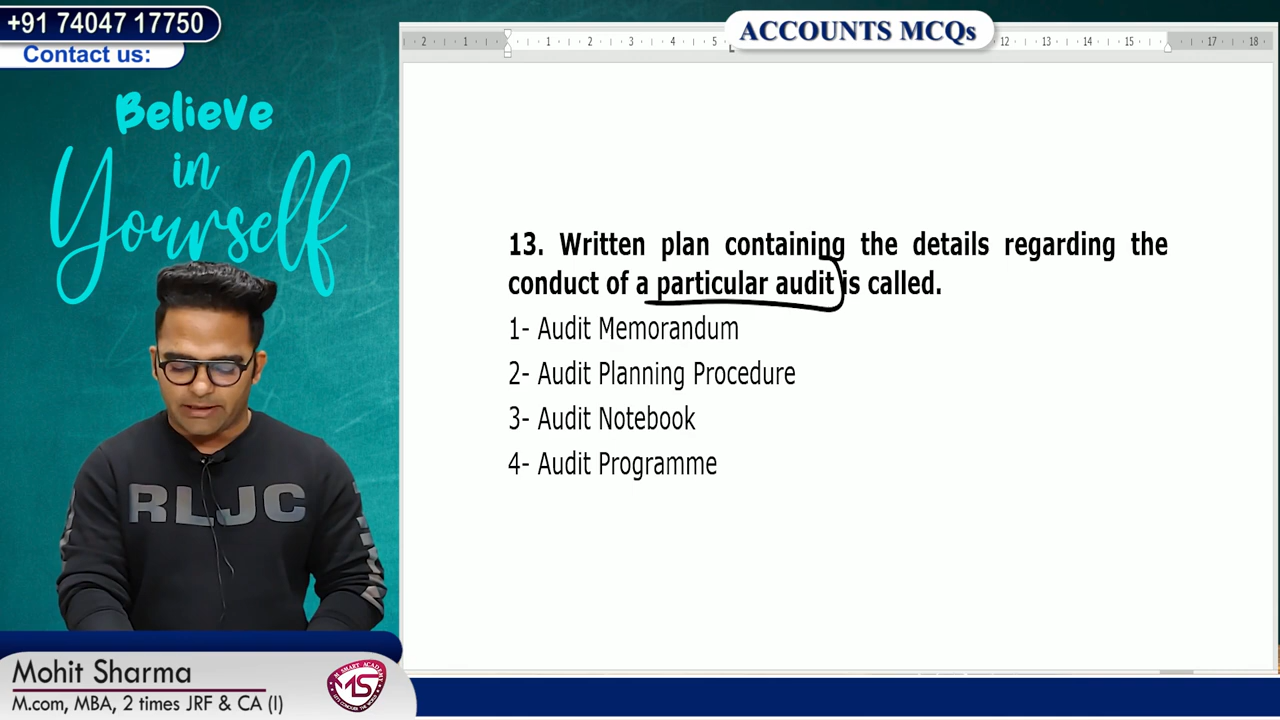 +91 74047 17750
Contact us:
ACCOUNTS MCQs
Believe
in
Yourself
13. Written plan containing the details regarding the
conduct of a particular audit is called.
1- Audit Memorandum
2- Audit Planning Procedure
3- Audit Notebook
4- Audit Programme
RLJC
Mohit Sharma
M.com, MBA, 2 times JRF & CA (I)
MS